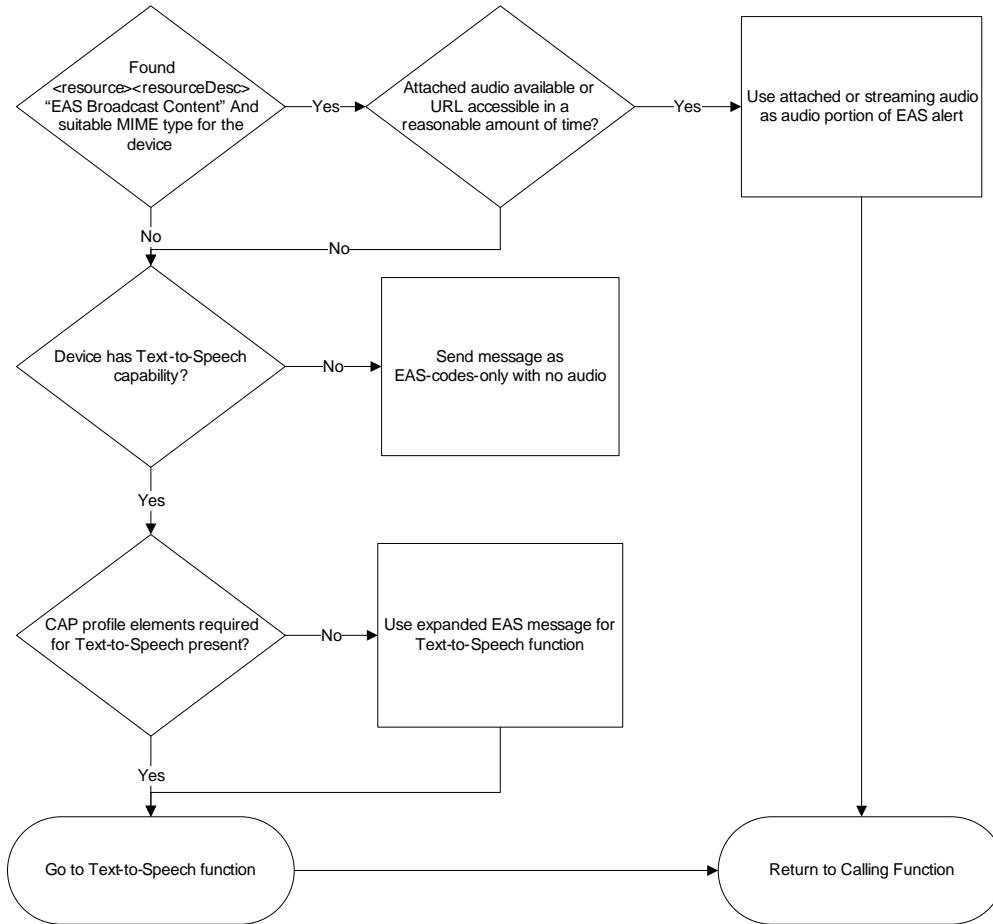 Found
<resource><resourceDesc>
“EAS Broadcast Content” And
suitable MIME type for the
device
Yes
Attached audio available or
URL accessible in a
reasonable amount of time?
Yes
Use attached or streaming audio
as audio portion of EAS alert
No
No
Device has Text-to-Speech
capability?
No
Send message as
EAS-codes-only with no audio
Yes
CAP profile elements required
for Text-to-Speech present?
No
Use expanded EAS message for
Text-to-Speech function
Yes
Go to Text-to-Speech function
Return to Calling Function